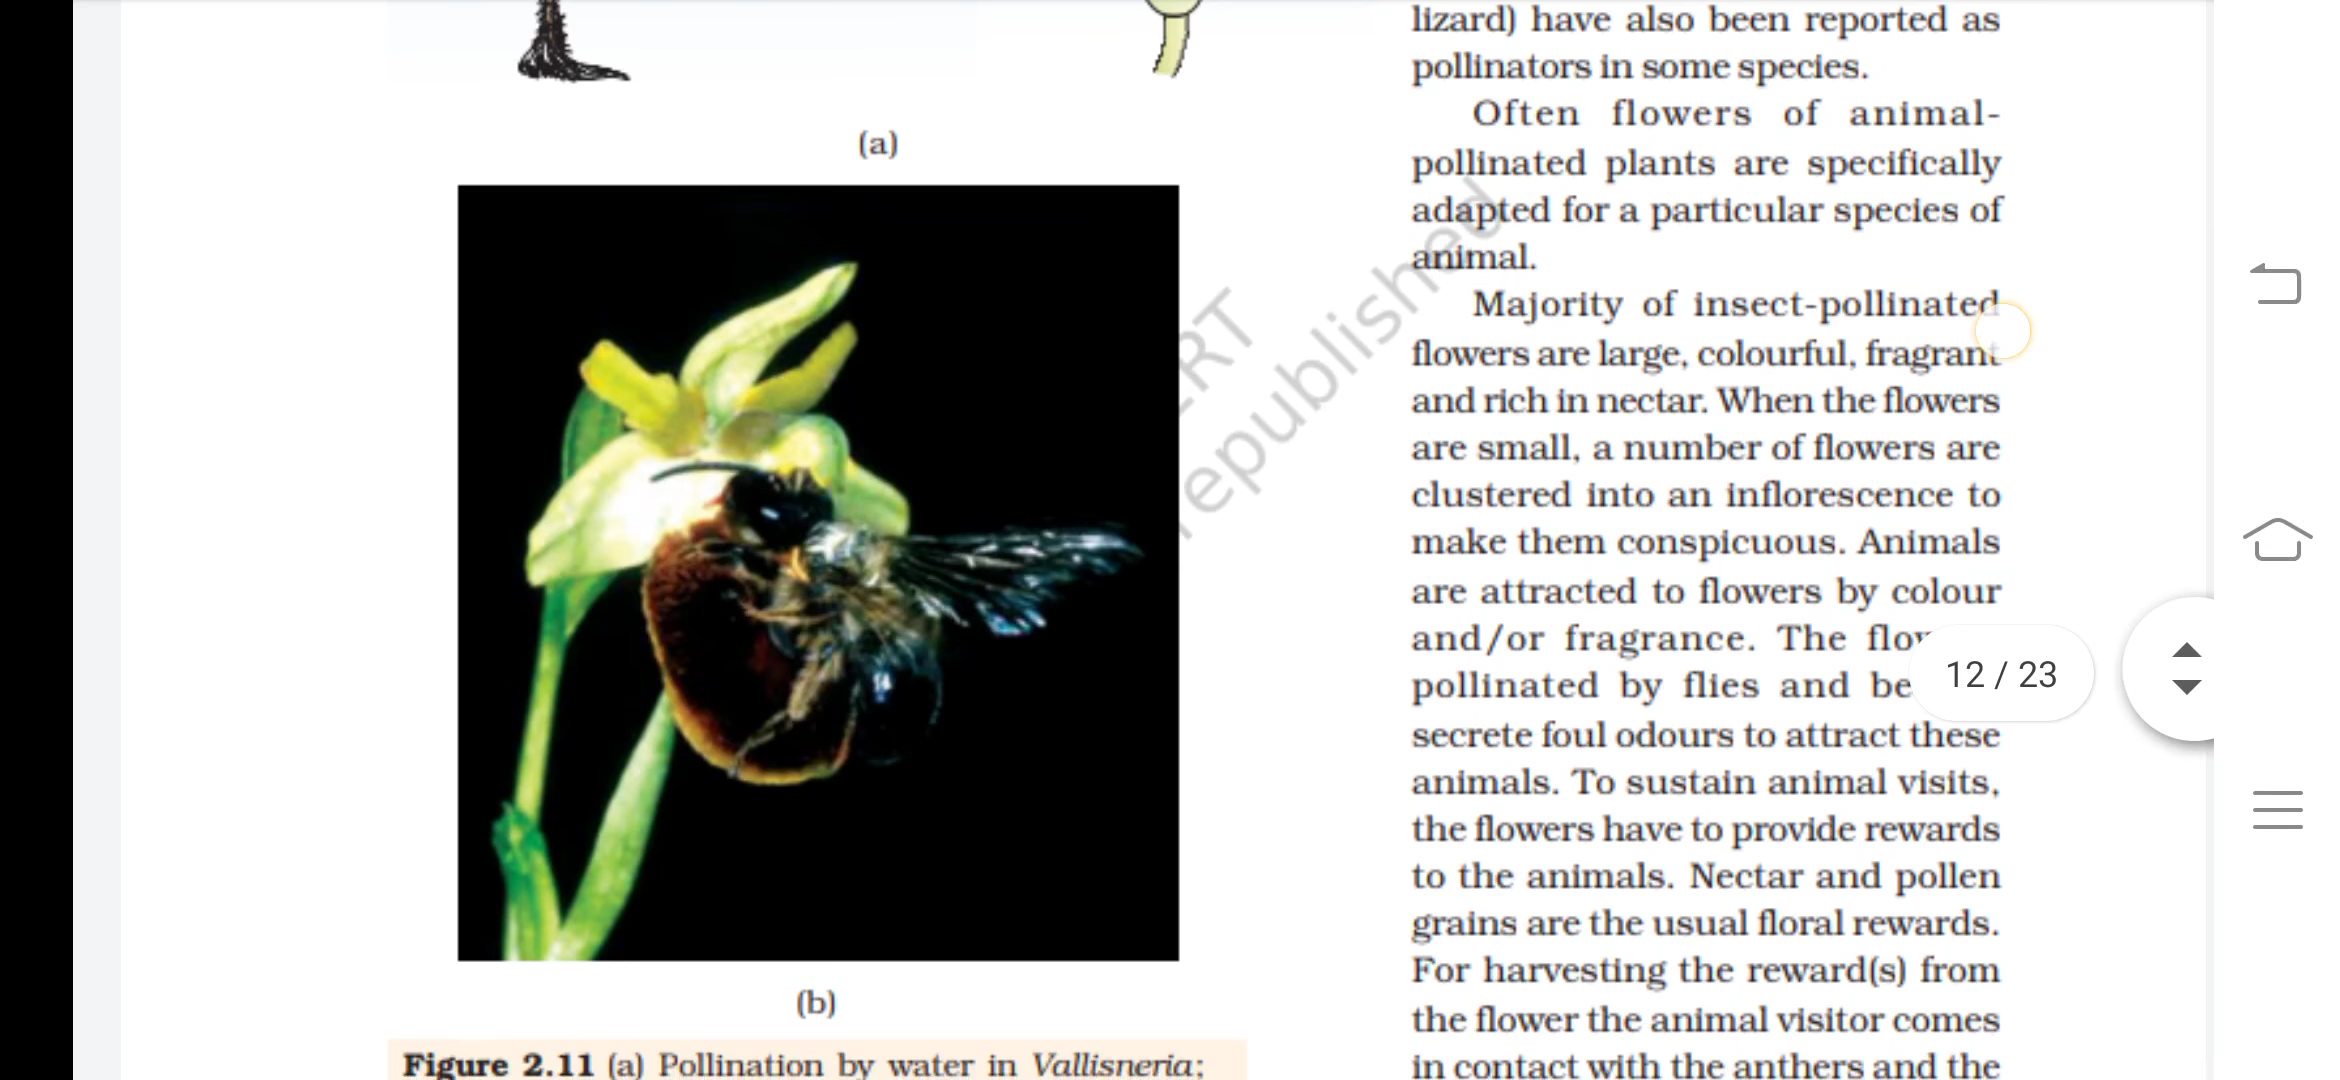 (a)
(b)
Figure 2.11 (a) Pollination by water in Vallisneria;
lizard) have also been reported as
pollinators in some species.
Often flowers of animal-
pollinated plants are specifically
adapted for a particular species of
animal.
Majority of insect-pollinated
flowers are large, colourful, fragrant
and rich in nectar. When the flowers
are small, a number of flowers are
clustered into an inflorescence to
make them conspicuous. Animals
are attracted to flowers by colour
and/or fragrance. The
pollinated by flies and
secrete foul odours to attract these
animals. To sustain animal visits,
the flowers have to provide rewards
to the animals. Nectar and pollen
grains are the usual floral rewards.
For harvesting the reward(s) from
the flower the animal visitor comes
in contact with the anthers and the
republished
12 / 23